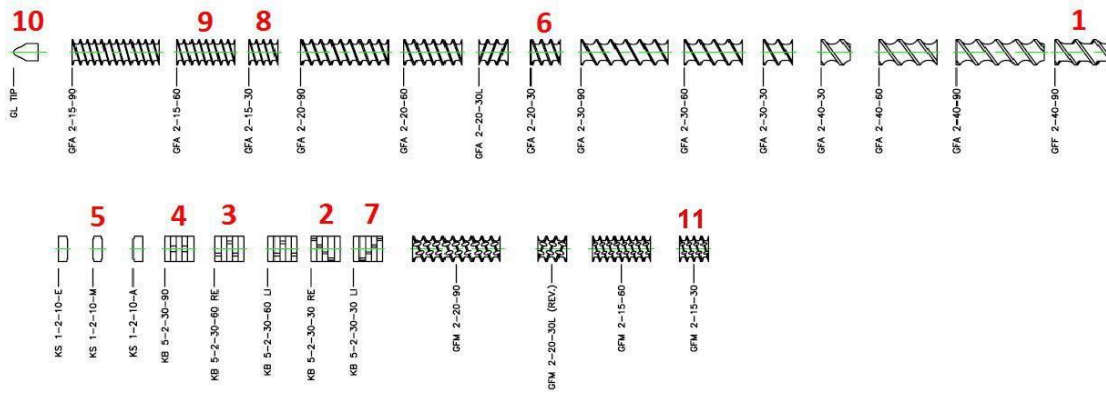 10 9 8 6 1
GL TIP
GFA 2-15-90
GFA 2-15-60
GFA 2-15-30
GFA 2-20-90
GFA 2-20-60
GFA 2-20-30L
GFA 2-20-30
GFA 2-30-90
GFA 2-30-60
GFA 2-30-30
GFA 2-40-30
GFA 2-40-60
GFA 2-40-90
GFF 2-40-90
5 4 3 2 7 11
KS 1-2-10-E
KS 1-2-10-M
KS 1-2-10-A
KB 5-2-30-90
KB 5-2-30-60 RE
KB 5-2-30-60 LI
KB 5-2-30-30 RE
KB 5-2-30-30 LI
GFM 2-20-90
GFM 2-20-30L (REV.)
GFM 2-15-60
GFM 2-15-30